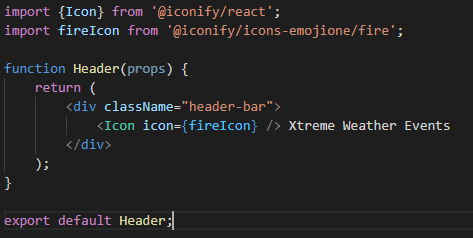 import {Icon} from '@iconify/react';
import fireIcon from '@iconify/icons-emojione/fire';

function Header(props) {
    return (
        <div className="header-bar">
            <Icon icon={fireIcon} /> Xtreme Weather Events
        </div>
    );
}

export default Header;